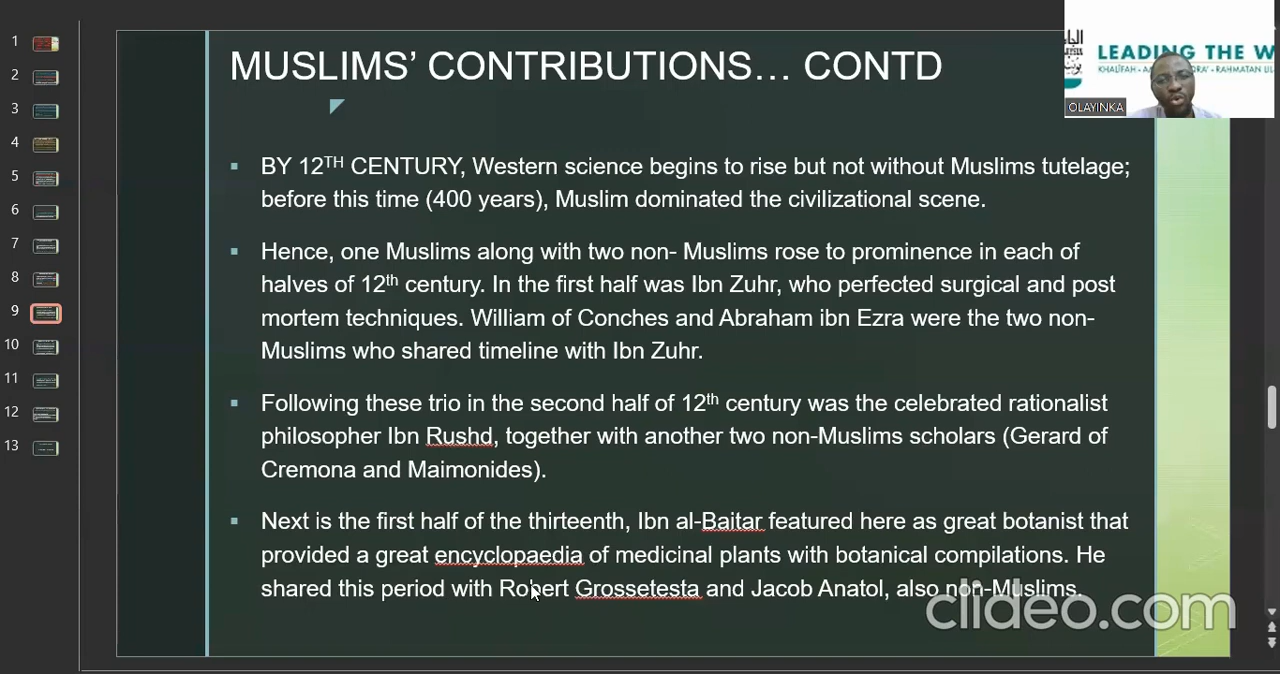 1
2
3
4
5
6
7
8
9
10
11
12
13
MUSLIMS’ CONTRIBUTIONS… CONTD
BY 12TH CENTURY, Western science begins to rise but not without Muslims tutelage;
before this time (400 years), Muslim dominated the civilizational scene.
Hence, one Muslims along with two non- Muslims rose to prominence in each of
halves of 12th century. In the first half was Ibn Zuhr, who perfected surgical and post
mortem techniques. William of Conches and Abraham ibn Ezra were the two non-
Muslims who shared timeline with Ibn Zuhr.
Following these trio in the second half of 12th century was the celebrated rationalist
philosopher Ibn Rushd, together with another two non-Muslims scholars (Gerard of
Cremona and Maimonides).
Next is the first half of the thirteenth, Ibn al-Baitar featured here as great botanist that
provided a great encyclopaedia of medicinal plants with botanical compilations. He
shared this period with Robert Grossetesta and Jacob Anatol, also non-Muslims.
LEADING THE W
KHALĪFAH
RAHMATAN
OLAYINKA
clideo.com